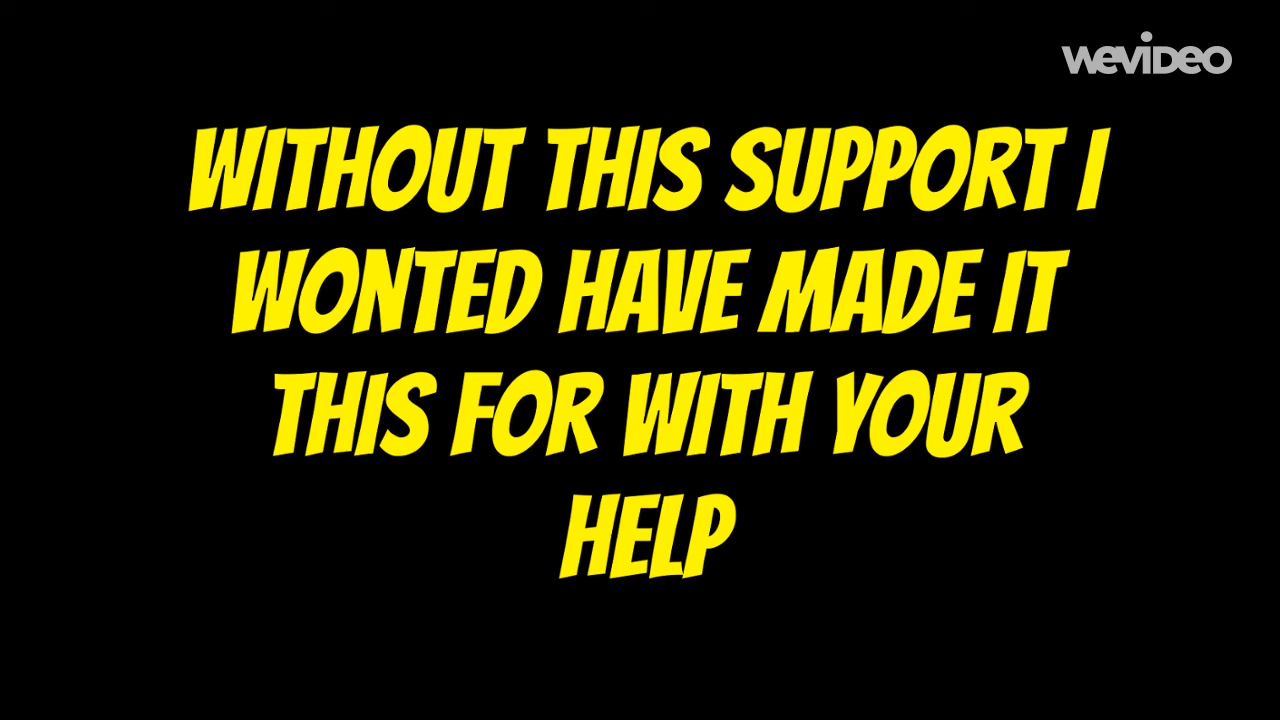 WEVIDEO
WITHOUT THIS SUPPORT I
WONTED HAVE MADE IT
THIS FOR WITH YOUR
HELP